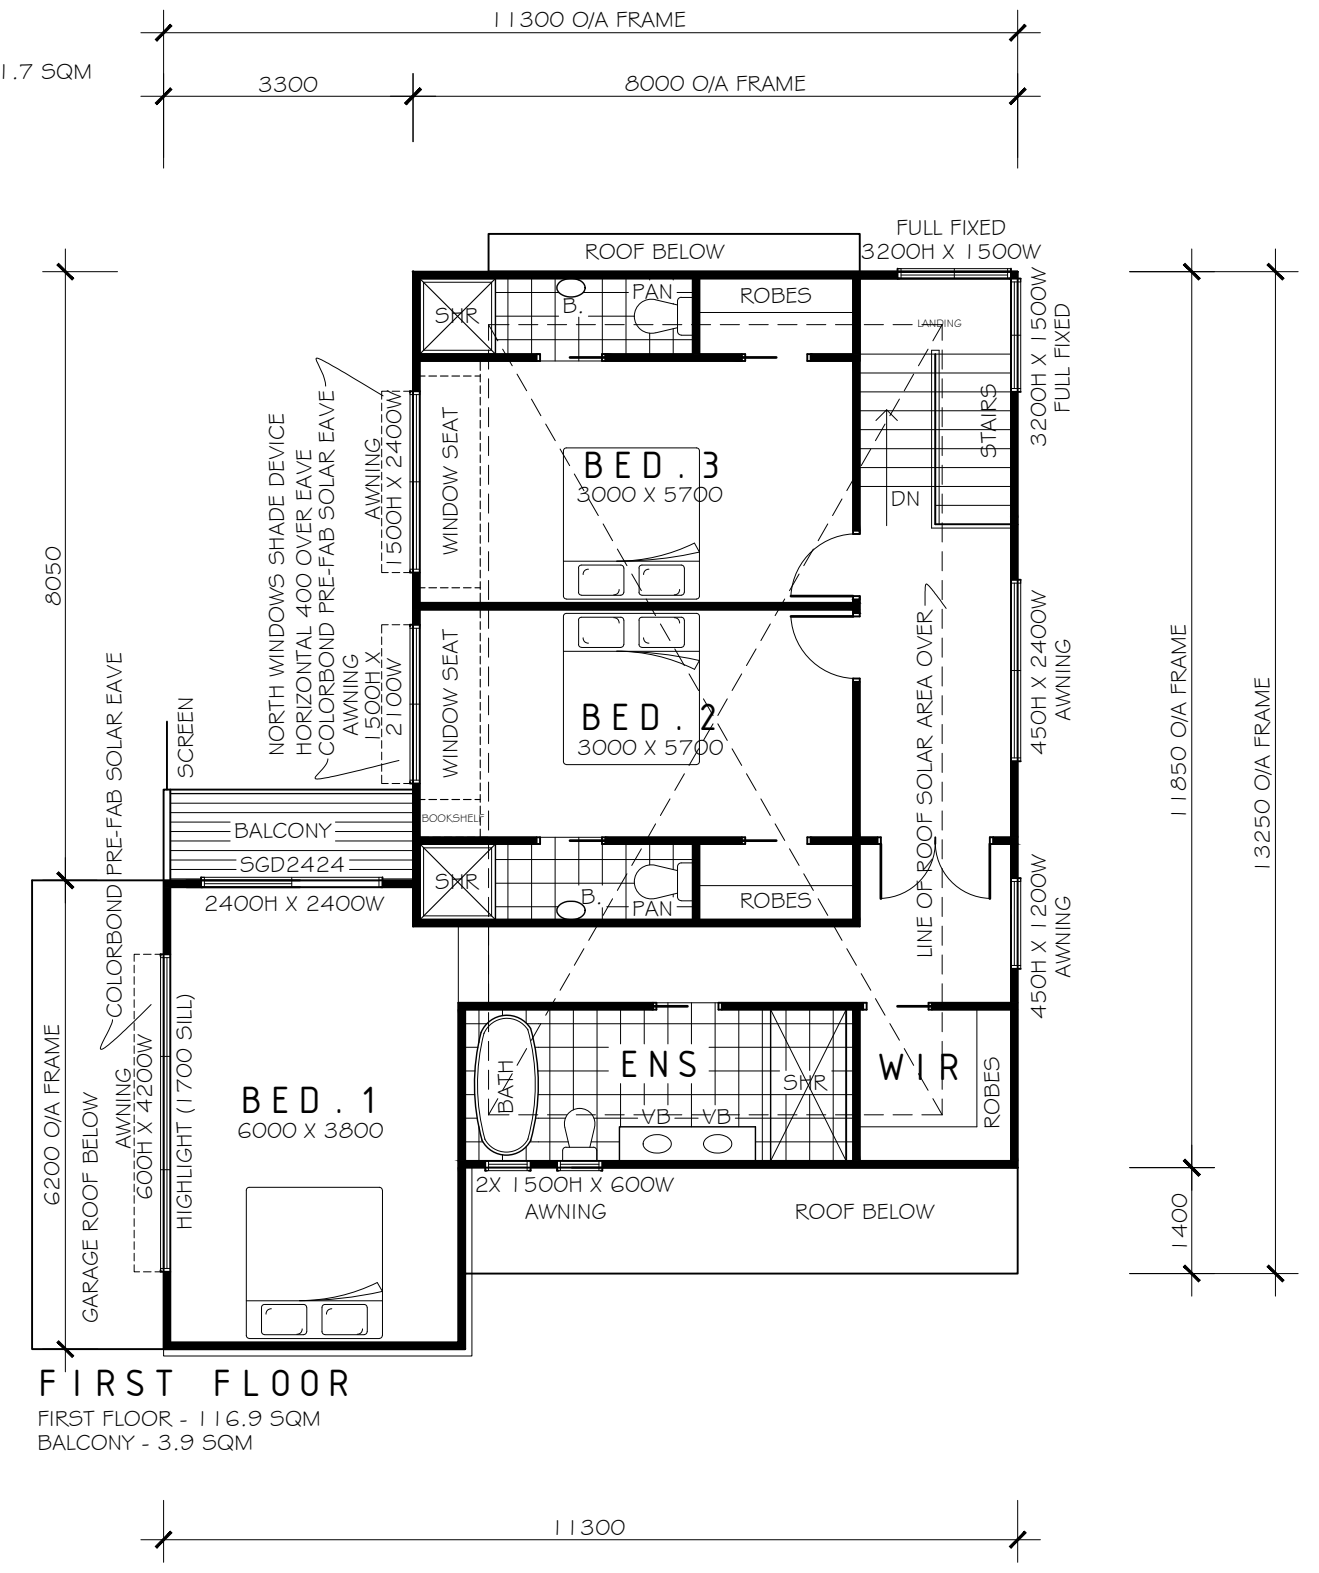 11300 O/A FRAME
1.7 SQM
3300
8000 O/A FRAME
FULL FIXED
3200H X 1500W
ROOF BELOW
SHR
B.
PAN
ROBES
LANDING
3200H X 1500W
FULL FIXED
STAIRS
DN
NORTH WINDOWS SHADE DEVICE
HORIZONTAL 400 OVER EAVE
COLORBOND PRE-FAB SOLAR EAVE
AWNING
1500H X 2400W
WINDOW SEAT
BED.3
3000 X 5700
8050
AWNING
1500H X
2100W
WINDOW SEAT
BED.2
3000 X 5700
BOOKSHELF
LINE OF ROOF SOLAR AREA OVER
450H X 2400W
AWNING
11850 O/A FRAME
13250 O/A FRAME
COLORBOND PRE-FAB SOLAR EAVE
SCREEN
BALCONY
SGD2424
2400H X 2400W
SHR
B.
PAN
ROBES
450H X 1200W
AWNING
6200 O/A FRAME
GARAGE ROOF BELOW
AWNING
600H X 4200W
HIGHLIGHT (1700 SILL)
BED.1
6000 X 3800
BATH
ENS
VB
VB
SHR
WIR
ROBES
2X 1500H X 600W
AWNING
ROOF BELOW
1400
FIRST FLOOR
FIRST FLOOR - 116.9 SQM
BALCONY - 3.9 SQM
11300